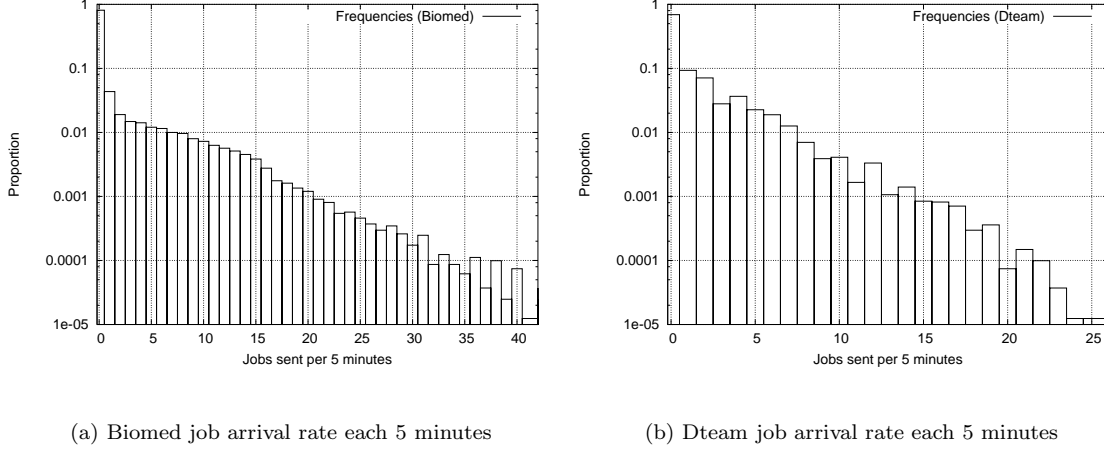 1
0.1
0.01
0.001
0.0001
1e-05
Proportion
Frequencies (Biomed)
0 5 10 15 20 25 30 35 40
Jobs sent per 5 minutes
(a) Biomed job arrival rate each 5 minutes
1
0.1
0.01
0.001
0.0001
1e-05
Proportion
Frequencies (Dteam)
0 5 10 15 20 25
Jobs sent per 5 minutes
(b) Dteam job arrival rate each 5 minutes